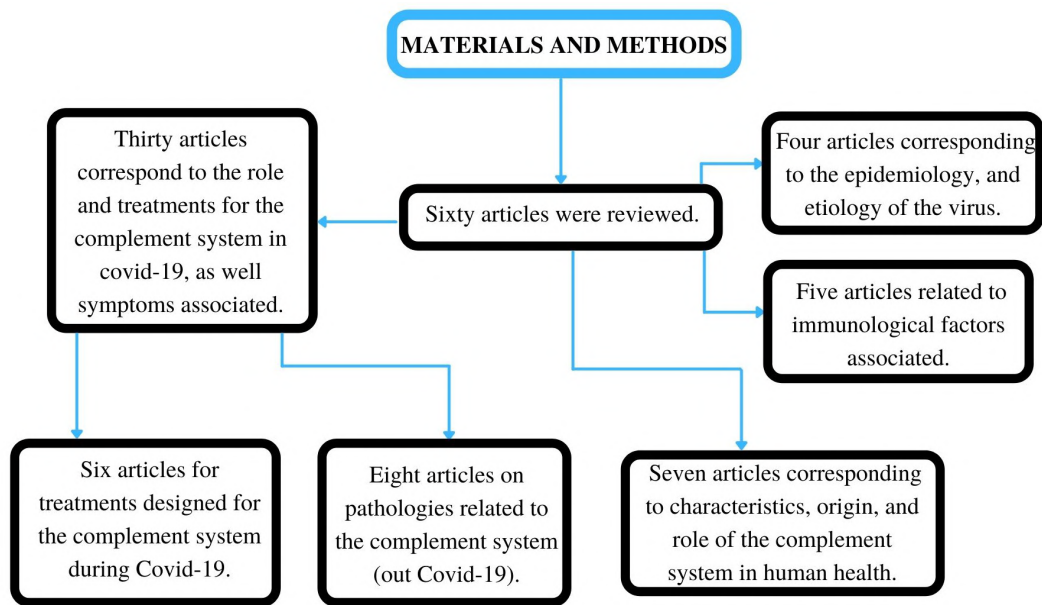 MATERIALS AND METHODS
Thirty articles
correspond to the role
and treatments for the
complement system in
covid-19, as well
symptoms associated.
Sixty articles were reviewed.
Four articles corresponding
to the epidemiology, and
etiology of the virus.
Five articles related to
immunological factors
associated.
Six articles for
treatments designed for
the complement system
during Covid-19.
Eight articles on
pathologies related to
the complement system
(out Covid-19).
Seven articles corresponding
to characteristics, origin, and
role of the complement
system in human health.